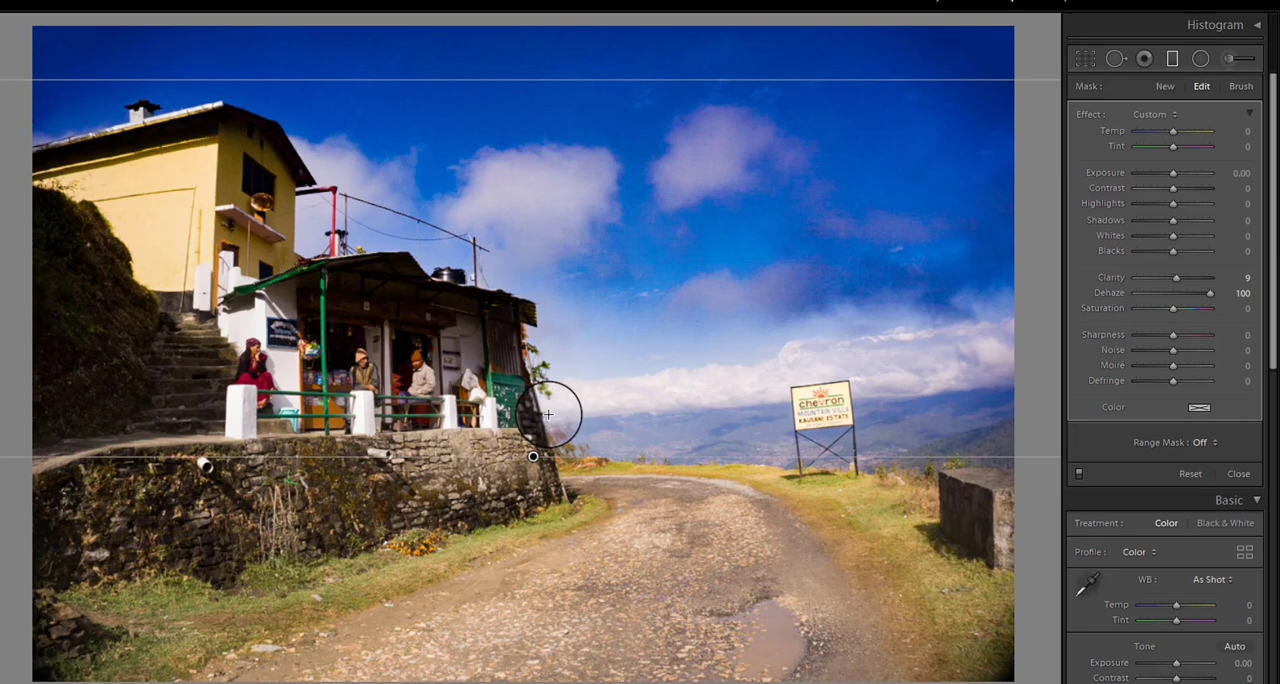 Histogram
Mask : New Edit Brush
Effect : Custom
Temp 0
Tint 0
Exposure 0.00
Contrast 0
Highlights 0
Shadows 0
Whites 0
Blacks 0
Clarity 9
Dehaze 100
Saturation 0
Sharpness 0
Noise 0
Moiré 0
Defringe 0
Color
Range Mask : Off
Reset Close
Basic
Treatment : Color Black & White
Profile : Color
WB : As Shot
Temp 0
Tint 0
Tone Auto
Exposure 0.00
Contrast 0
chevron
MOUNTAIN VILLA
KAUSANI ESTATE